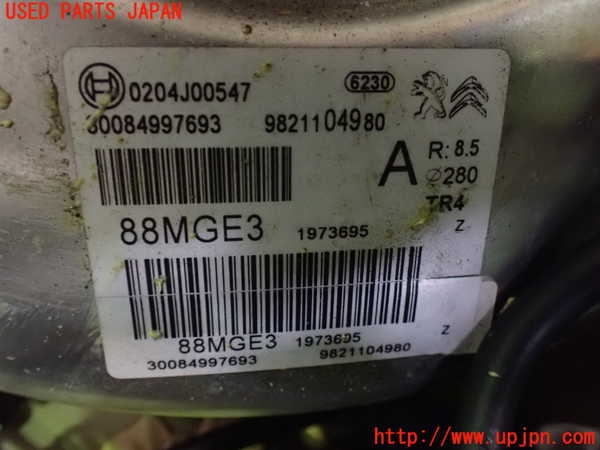 USED PARTS JAPAN
0204J00547
6230
30084997693
9821104980
A
R: 8.5
Ø280
TR4
88MGE3
1973695
Z
88MGE3
1973695
Z
30084997693
9821104980
http://www.upjpn.com